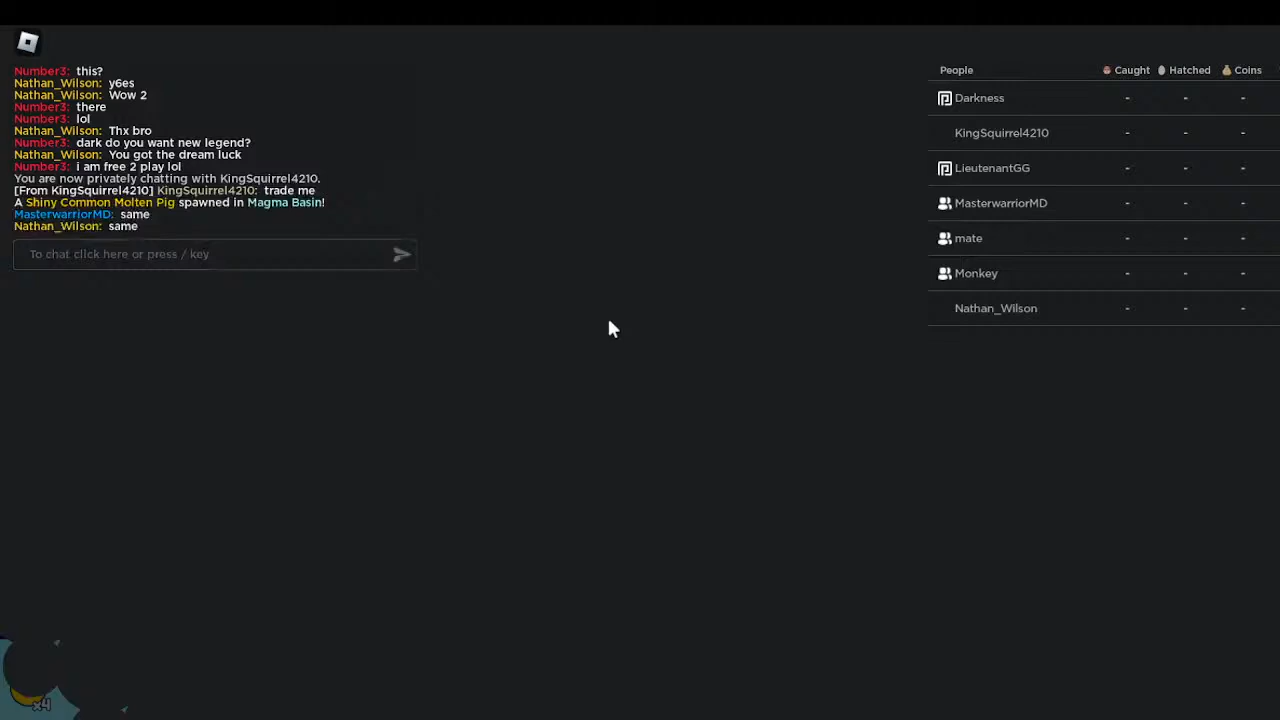 Number3: this?
Nathan_Wilson: y6es
Nathan_Wilson: Wow 2
Number3: there
Number3: lol
Nathan_Wilson: Thx bro
Number3: dark do you want new legend?
Nathan_Wilson: You got the dream luck
Number3: i am free 2 play lol
You are now privately chatting with KingSquirrel4210.
[From KingSquirrel4210] KingSquirrel4210: trade me
A Shiny Common Molten Pig spawned in Magma Basin!
MasterwarriorMD: same
Nathan_Wilson: same
To chat click here or press / key
People Caught Hatched Coins
Darkness - - -
KingSquirrel4210 - - -
LieutenantGG - - -
MasterwarriorMD - - -
mate - - -
Monkey - - -
Nathan_Wilson - - -
x4